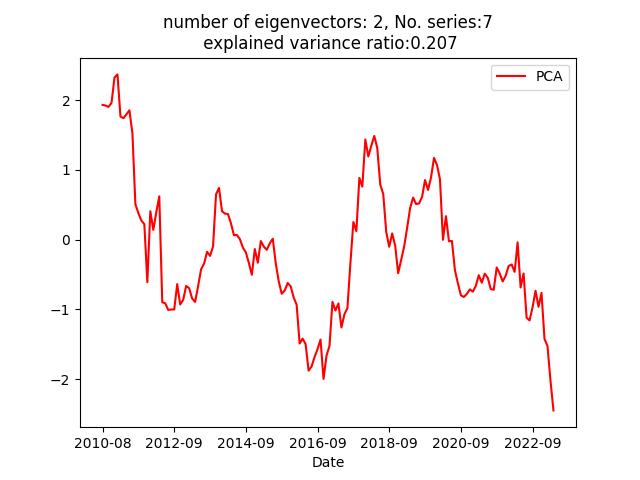 number of eigenvectors: 2, No. series:7
explained variance ratio:0.207
PCA
2
1
0
−1
−2
2010-08 2012-09 2014-09 2016-09 2018-09 2020-09 2022-09
Date